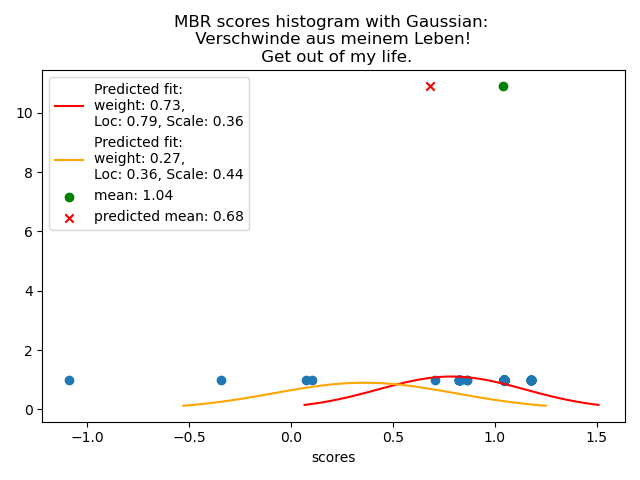 MBR scores histogram with Gaussian:
Verschwinde aus meinem Leben!
Get out of my life.
Predicted fit:
weight: 0.73,
Loc: 0.79, Scale: 0.36
Predicted fit:
weight: 0.27,
Loc: 0.36, Scale: 0.44
mean: 1.04
predicted mean: 0.68
10
8
6
4
2
0
−1.0 −0.5 0.0 0.5 1.0 1.5
scores